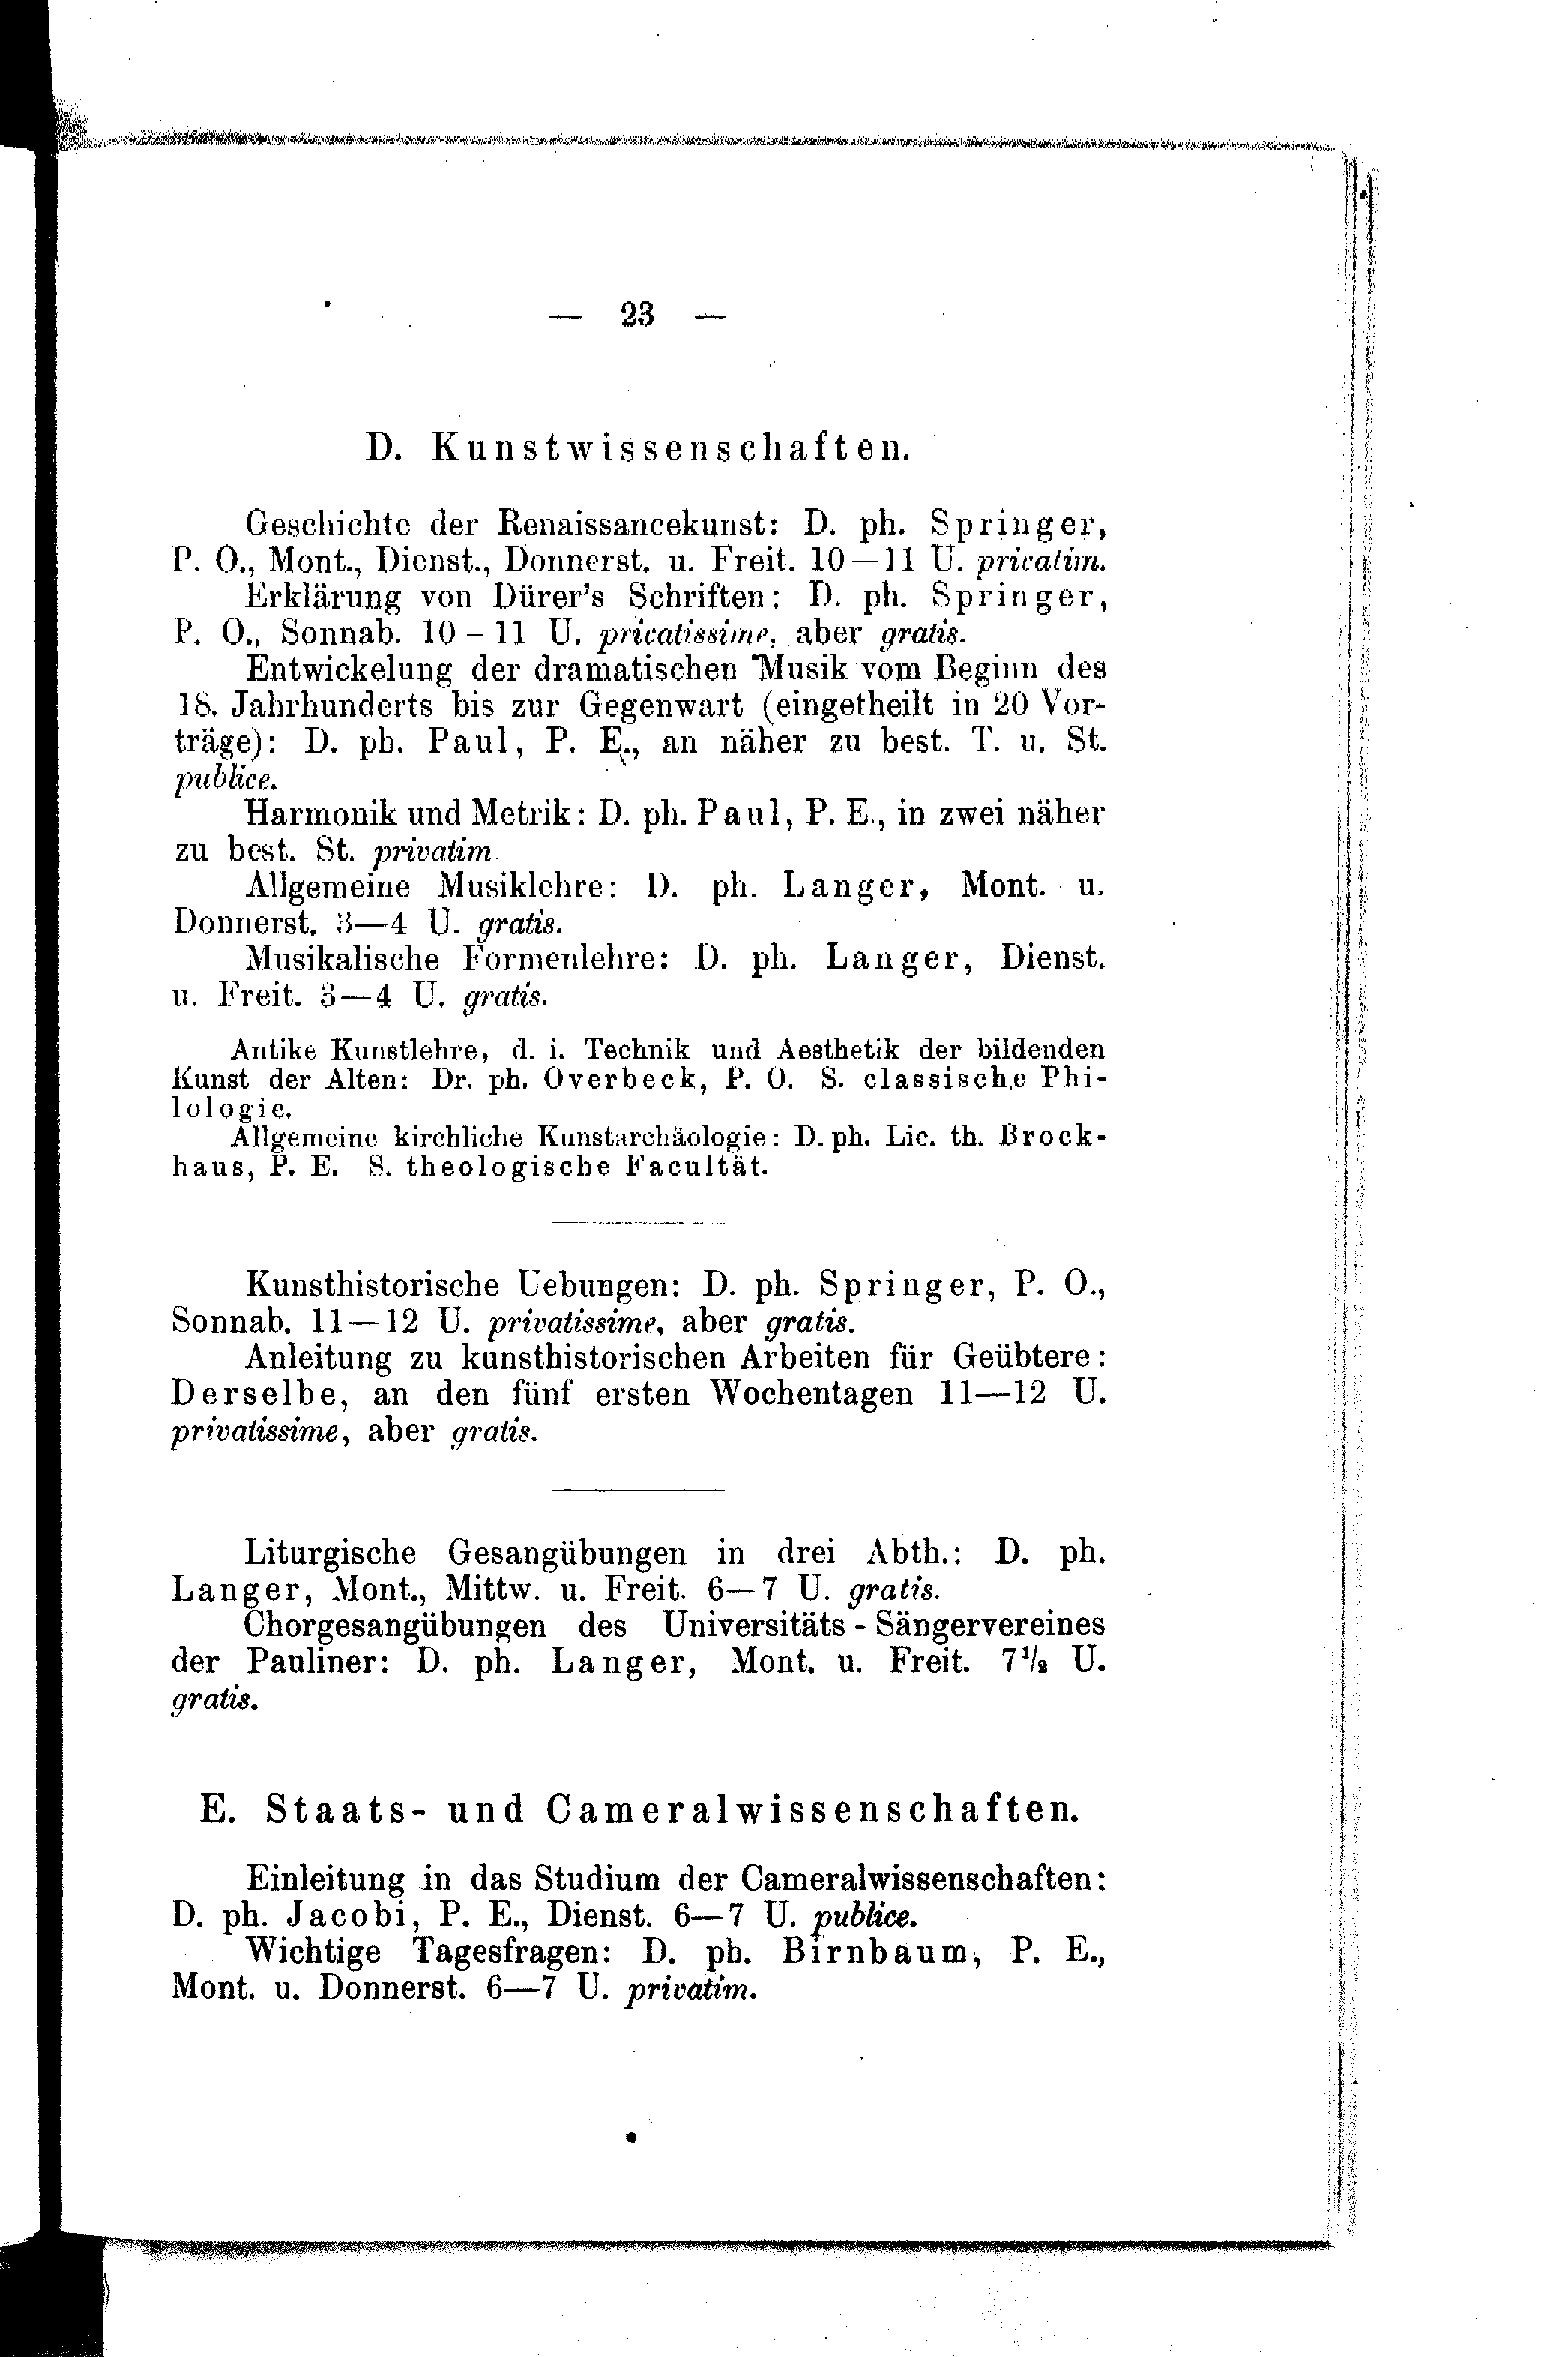 — 23 —
D. Kunstwissenschaften.
Geschichte der Renaissancekunst: D. ph. Springer,
P. O., Mont., Dienst., Donnerst. u. Freit. 10—11 U. privatim.
Erklärung von Dürer's Schriften: D. ph. Springer,
P. O., Sonnab. 10–11 U. privatissime, aber gratis.
Entwickelung der dramatischen Musik vom Beginn des
18. Jahrhunderts bis zur Gegenwart (eingetheilt in 20 Vor-
träge): D. ph. Paul, P. E., an näher zu best. T. u. St.
publice.
Harmonik und Metrik: D. ph. Paul, P. E., in zwei näher
zu best. St. privatim.
Allgemeine Musiklehre: D. ph. Langer, Mont. u.
Donnerst. 3—4 U. gratis.
Musikalische Formenlehre: D. ph. Langer, Dienst.
u. Freit. 3—4 U. gratis.
Antike Kunstlehre, d. i. Technik und Aesthetik der bildenden
Kunst der Alten: Dr. ph. Overbeck, P. O. S. classische Phi-
lologie.
Allgemeine kirchliche Kunstarchäologie: D. ph. Lic. th. Brock-
haus, P. E. S. theologische Facultät.
Kunsthistorische Uebungen: D. ph. Springer, P. O.,
Sonnab. 11—12 U. privatissime, aber gratis.
Anleitung zu kunsthistorischen Arbeiten für Geübtere:
Derselbe, an den fünf ersten Wochentagen 11—12 U.
privatissime, aber gratis.
Liturgische Gesangübungen in drei Abth.: D. ph.
Langer, Mont., Mittw. u. Freit. 6—7 U. gratis.
Chorgesangübungen des Universitäts-Sängervereines
der Pauliner: D. ph. Langer, Mont. u. Freit. 7½ U.
gratis.
E. Staats- und Cameralwissenschaften.
Einleitung in das Studium der Cameralwissenschaften:
D. ph. Jacobi, P. E., Dienst. 6—7 U. publice.
Wichtige Tagesfragen: D. ph. Birnbaum, P. E.,
Mont. u. Donnerst. 6—7 U. privatim.